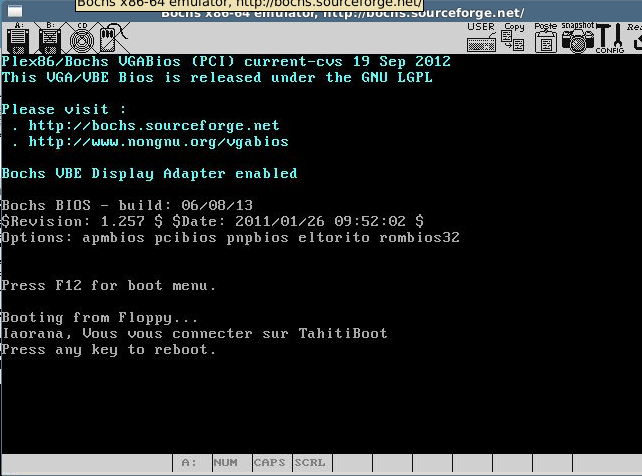 Bochs x86-64 emulator, http://bochs.sourceforge.net/
Bochs x86-64 emulator, http://bochs.sourceforge.net/
A: B: CD USER Copy Paste snapshot CONFIG
Plex86/Bochs VGABios (PCI) current-cvs 19 Sep 2012
This VGA/VBE Bios is released under the GNU LGPL
Please visit :
. http://bochs.sourceforge.net
. http://www.nongnu.org/vgabios
Bochs VBE Display Adapter enabled
Bochs BIOS - build: 06/08/13
$Revision: 1.257 $ $Date: 2011/01/26 09:52:02 $
Options: apmbios pcibios pnpbios eltorito rombios32
Press F12 for boot menu.
Booting from Floppy...
Iaorana, Vous vous connecter sur TahitiBoot
Press any key to reboot.
A: NUM CAPS SCRL